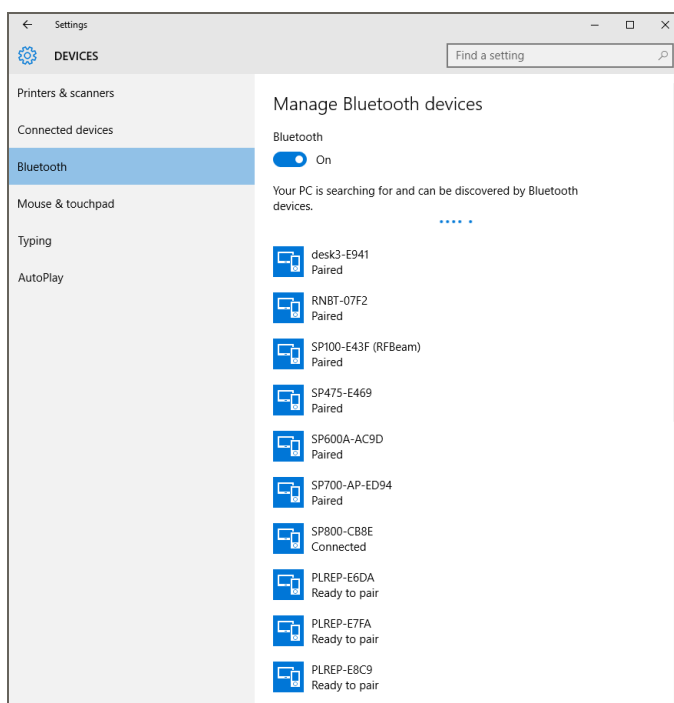 Settings
DEVICES
Find a setting
Printers & scanners
Connected devices
Bluetooth
Mouse & touchpad
Typing
AutoPlay
Manage Bluetooth devices
Bluetooth
On
Your PC is searching for and can be discovered by Bluetooth
devices.
desk3-E941
Paired
RNBT-07F2
Paired
SP100-E43F (RFBeam)
Paired
SP475-E469
Paired
SP600A-AC9D
Paired
SP700-AP-ED94
Paired
SP800-CB8E
Connected
PLREP-E6DA
Ready to pair
PLREP-E7FA
Ready to pair
PLREP-E8C9
Ready to pair